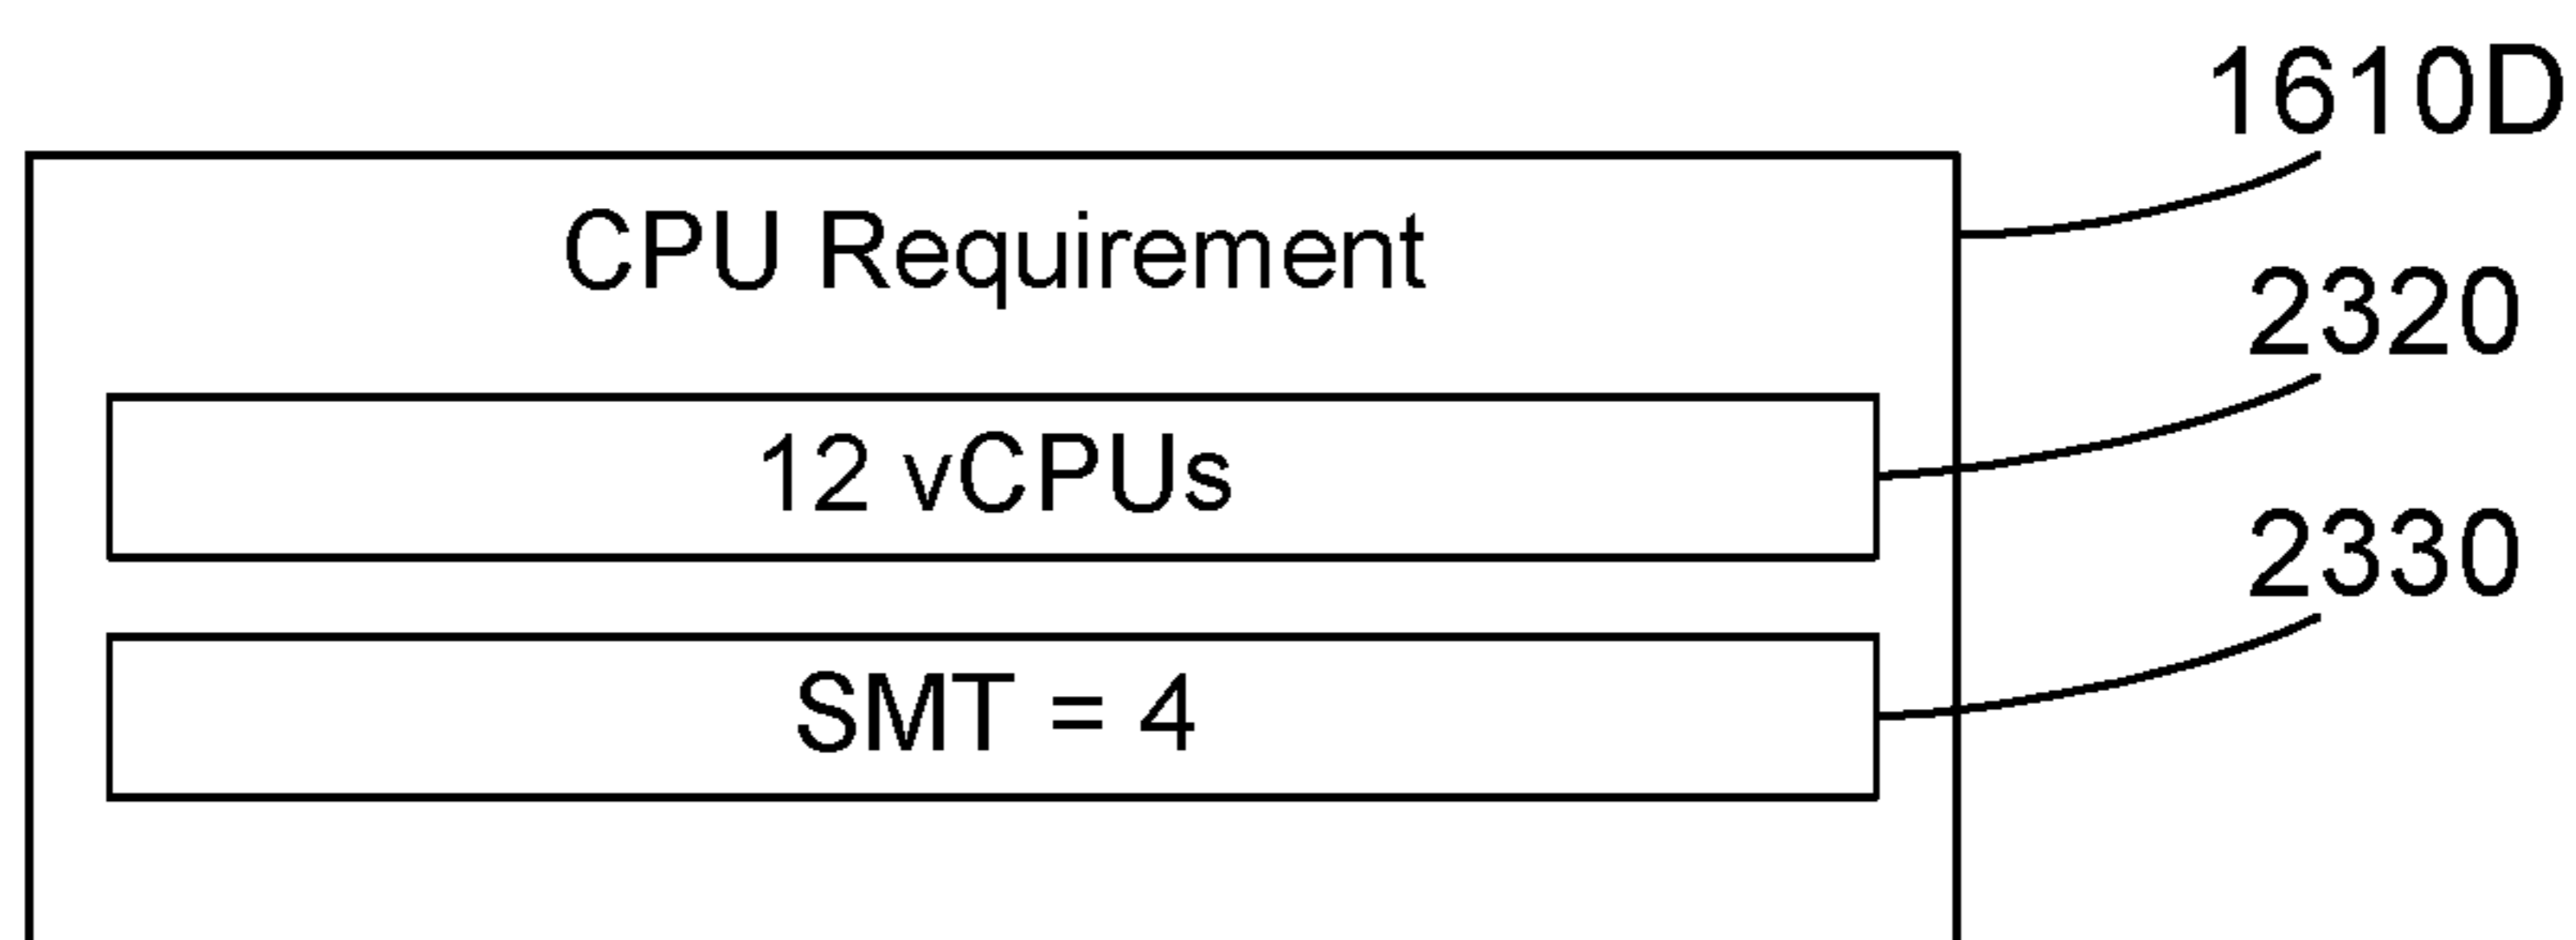 1610D
CPU Requirement
2320
12 vCPUs
2330
SMT = 4